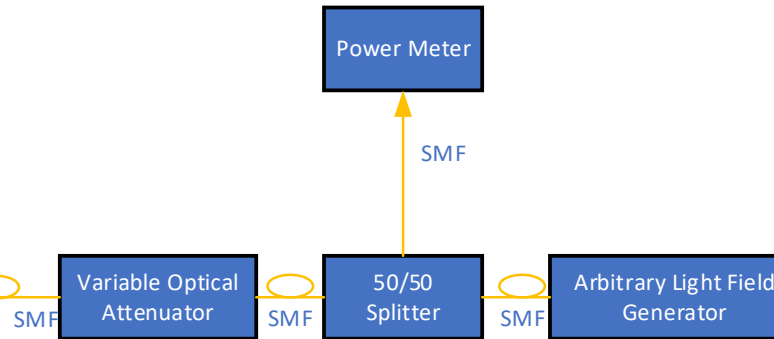 Power Meter
SMF
Variable Optical
Attenuator
50/50
Splitter
Arbitrary Light Field
Generator
SMF
SMF
SMF